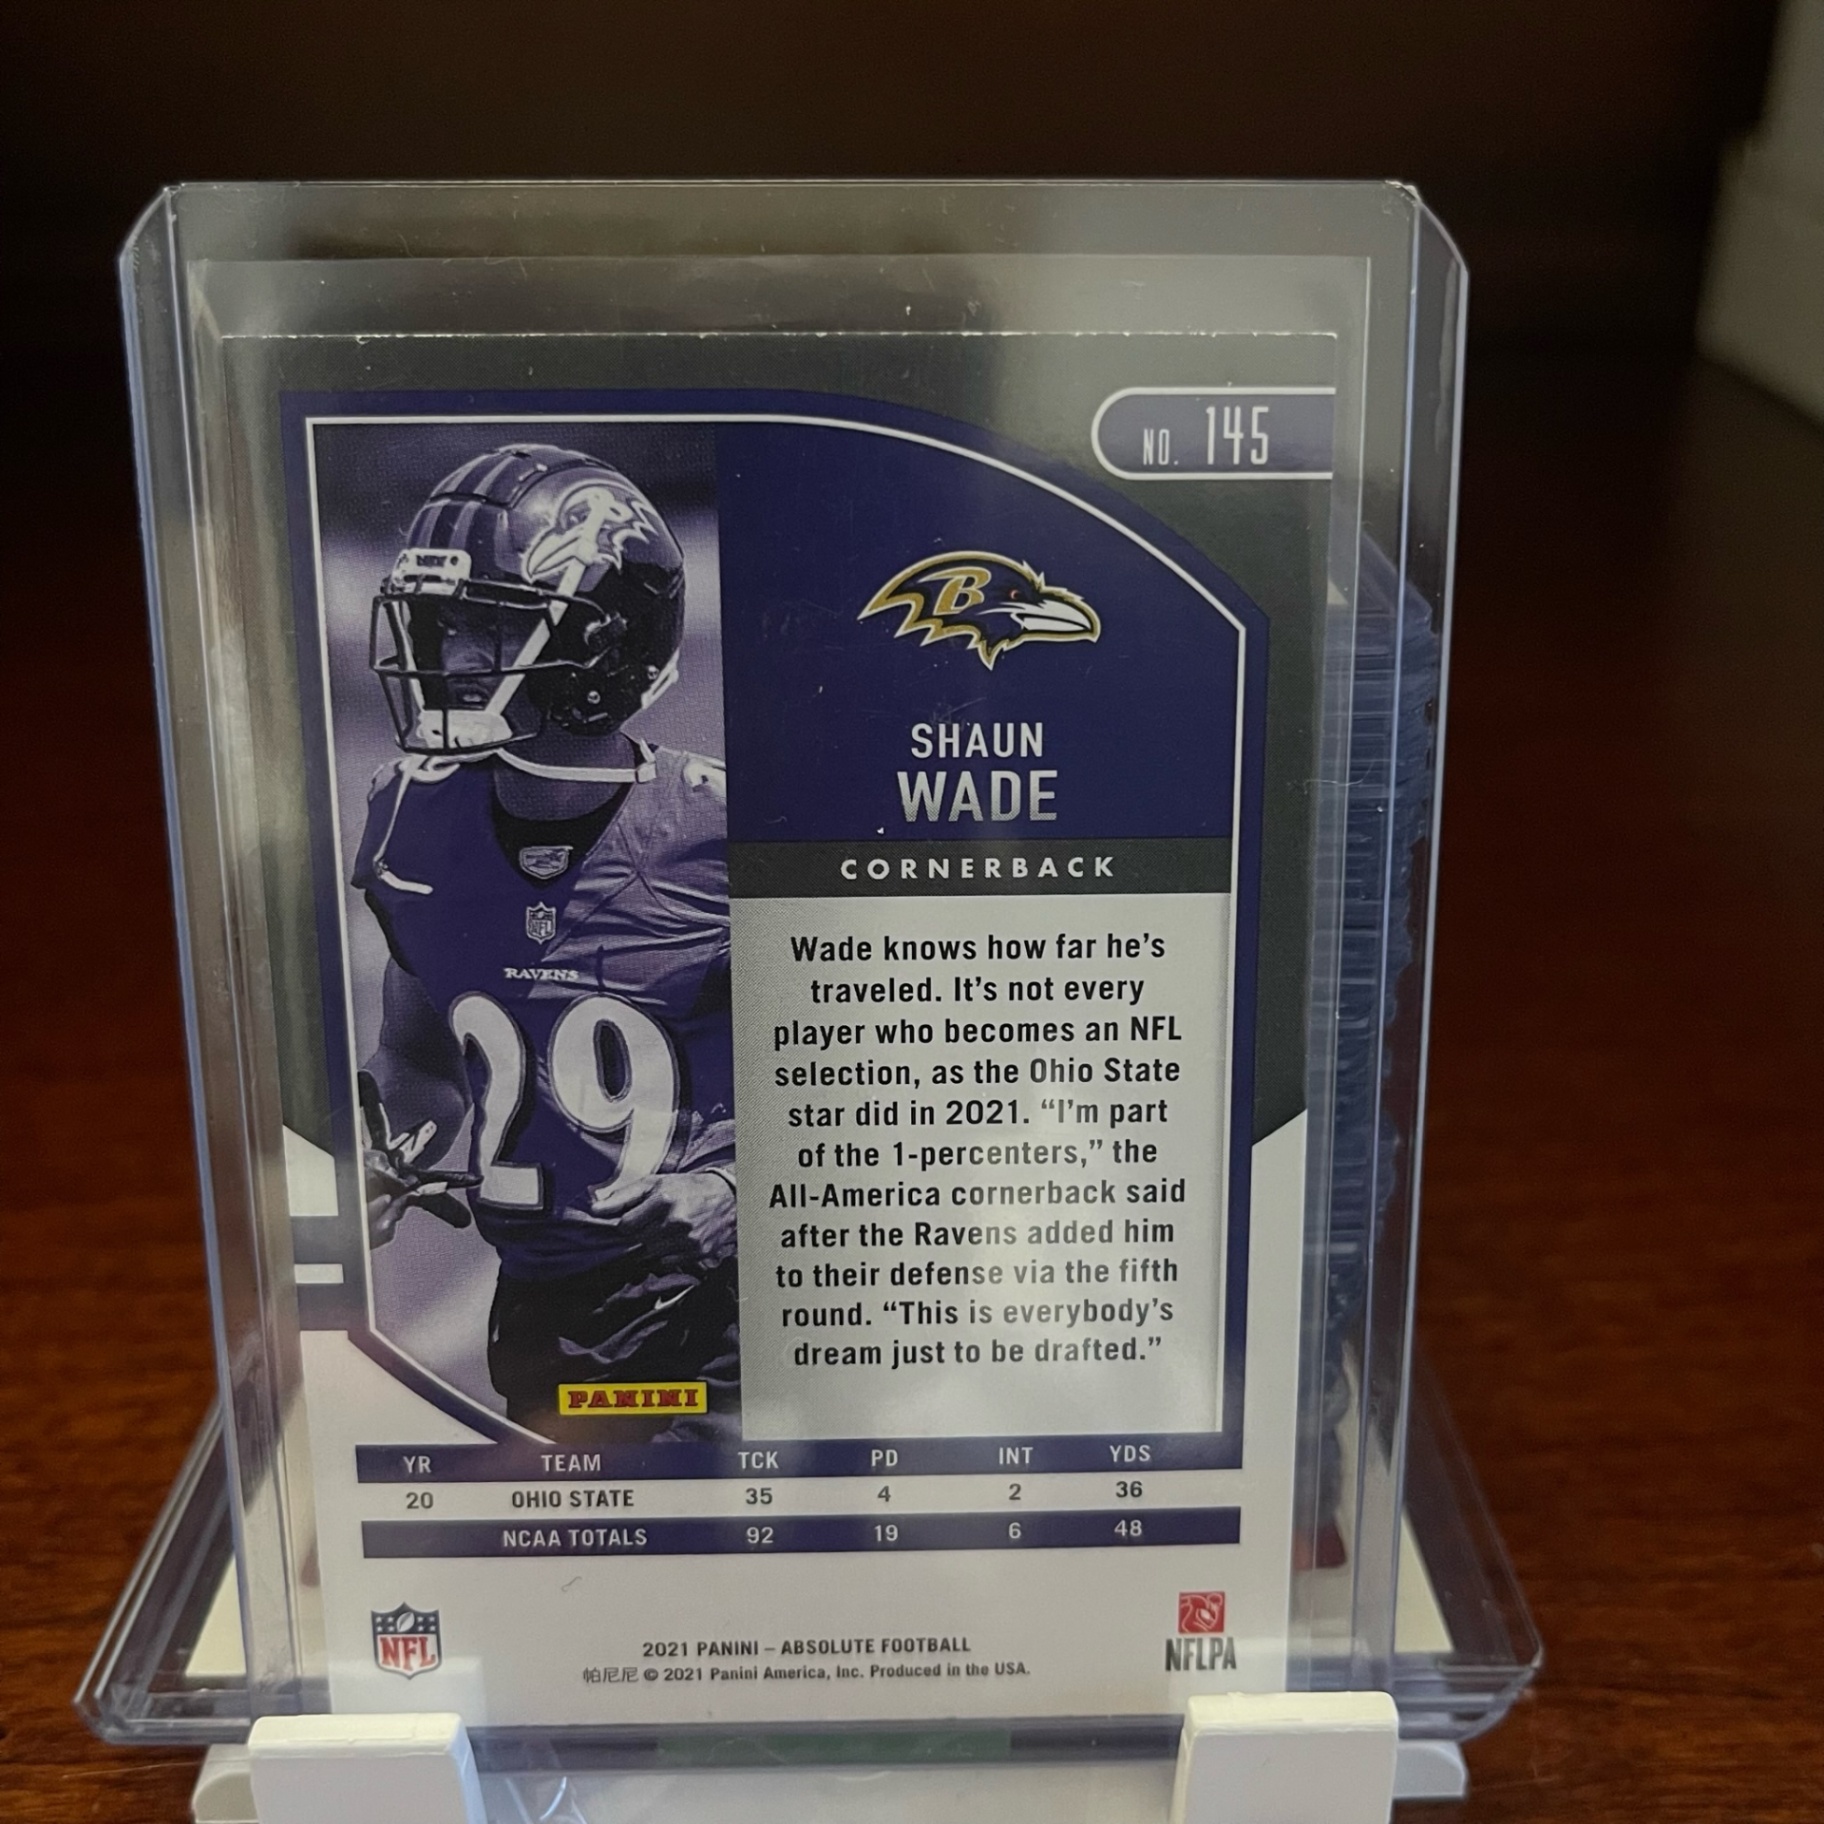 NO. 145
B
SHAUN
WADE
CORNERBACK
Wade knows how far he’s
traveled. It’s not every
player who becomes an NFL
selection, as the Ohio State
star did in 2021. “I’m part
of the 1-percenters,” the
All-America cornerback said
after the Ravens added him
to their defense via the fifth
round. “This is everybody’s
dream just to be drafted.”
NFL
RAVENS
29
PANINI
YR TEAM TCK PD INT YDS
20 OHIO STATE 35 4 2 36
NCAA TOTALS 92 19 6 48
NFL
2021 PANINI – ABSOLUTE FOOTBALL
帕尼尼 © 2021 Panini America, Inc. Produced in the USA.
NFLPA